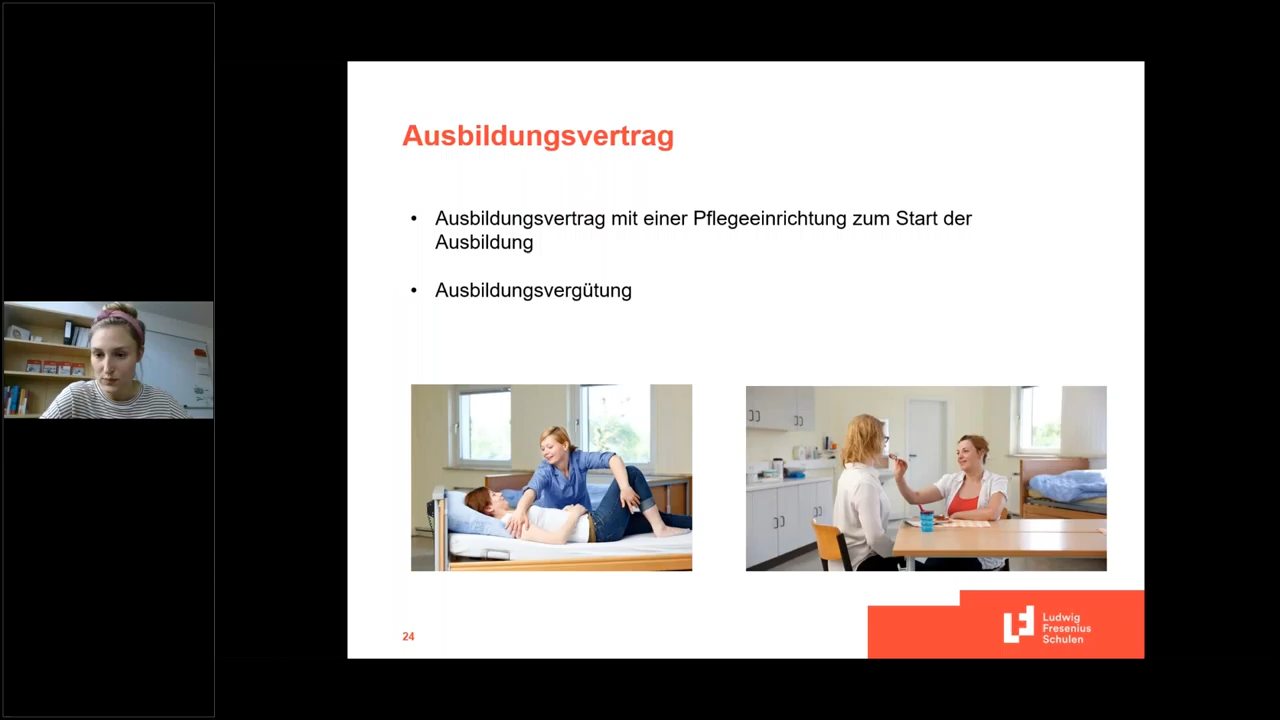 Ausbildungsvertrag
• Ausbildungsvertrag mit einer Pflegeeinrichtung zum Start der
Ausbildung
• Ausbildungsvergütung
24
Ludwig
Fresenius
Schulen